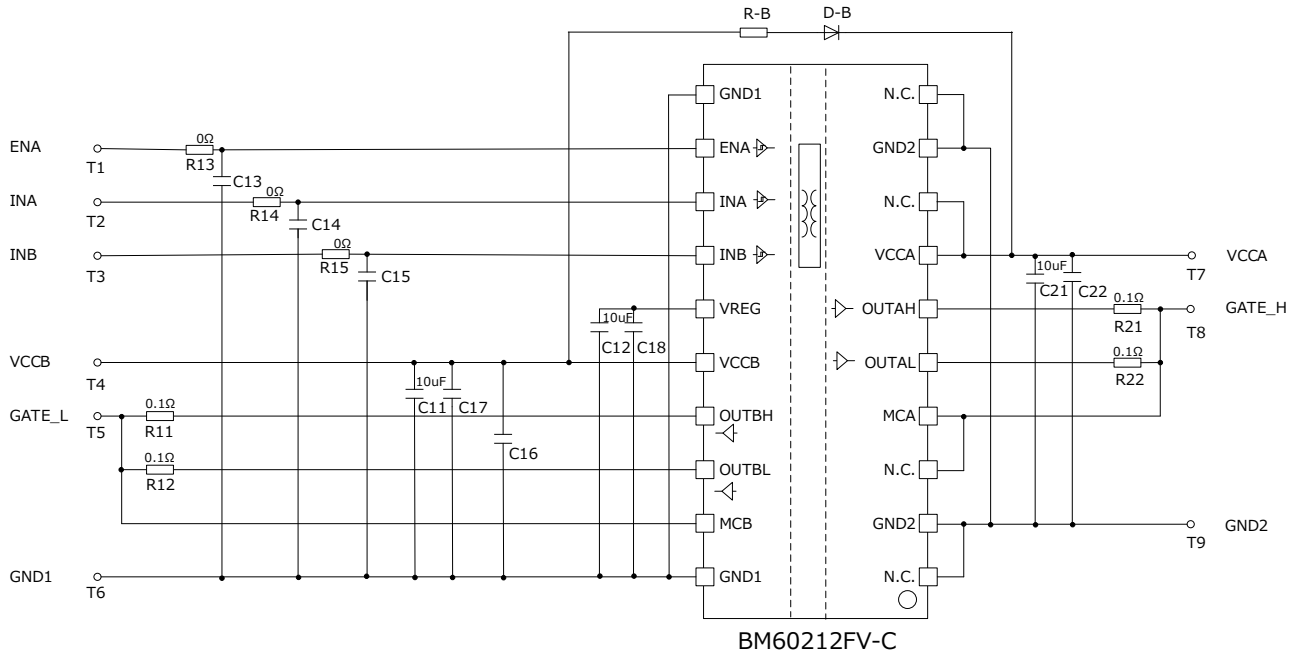 R-B
D-B
GND1
N.C.
ENA
T1
0Ω
R13
C13
ENA
GND2
INA
T2
0Ω
R14
C14
INA
N.C.
INB
T3
0Ω
R15
C15
INB
VCCA
T7
VCCA
10uF
C21
C22
VREG
10uF
C12
C18
OUTAH
0.1Ω
R21
T8
GATE_H
VCCB
T4
VCCB
OUTAL
0.1Ω
R22
10uF
C11
C17
GATE_L
T5
0.1Ω
R11
OUTBH
MCA
C16
0.1Ω
R12
OUTBL
N.C.
MCB
GND2
T9
GND2
GND1
T6
GND1
N.C.
BM60212FV-C